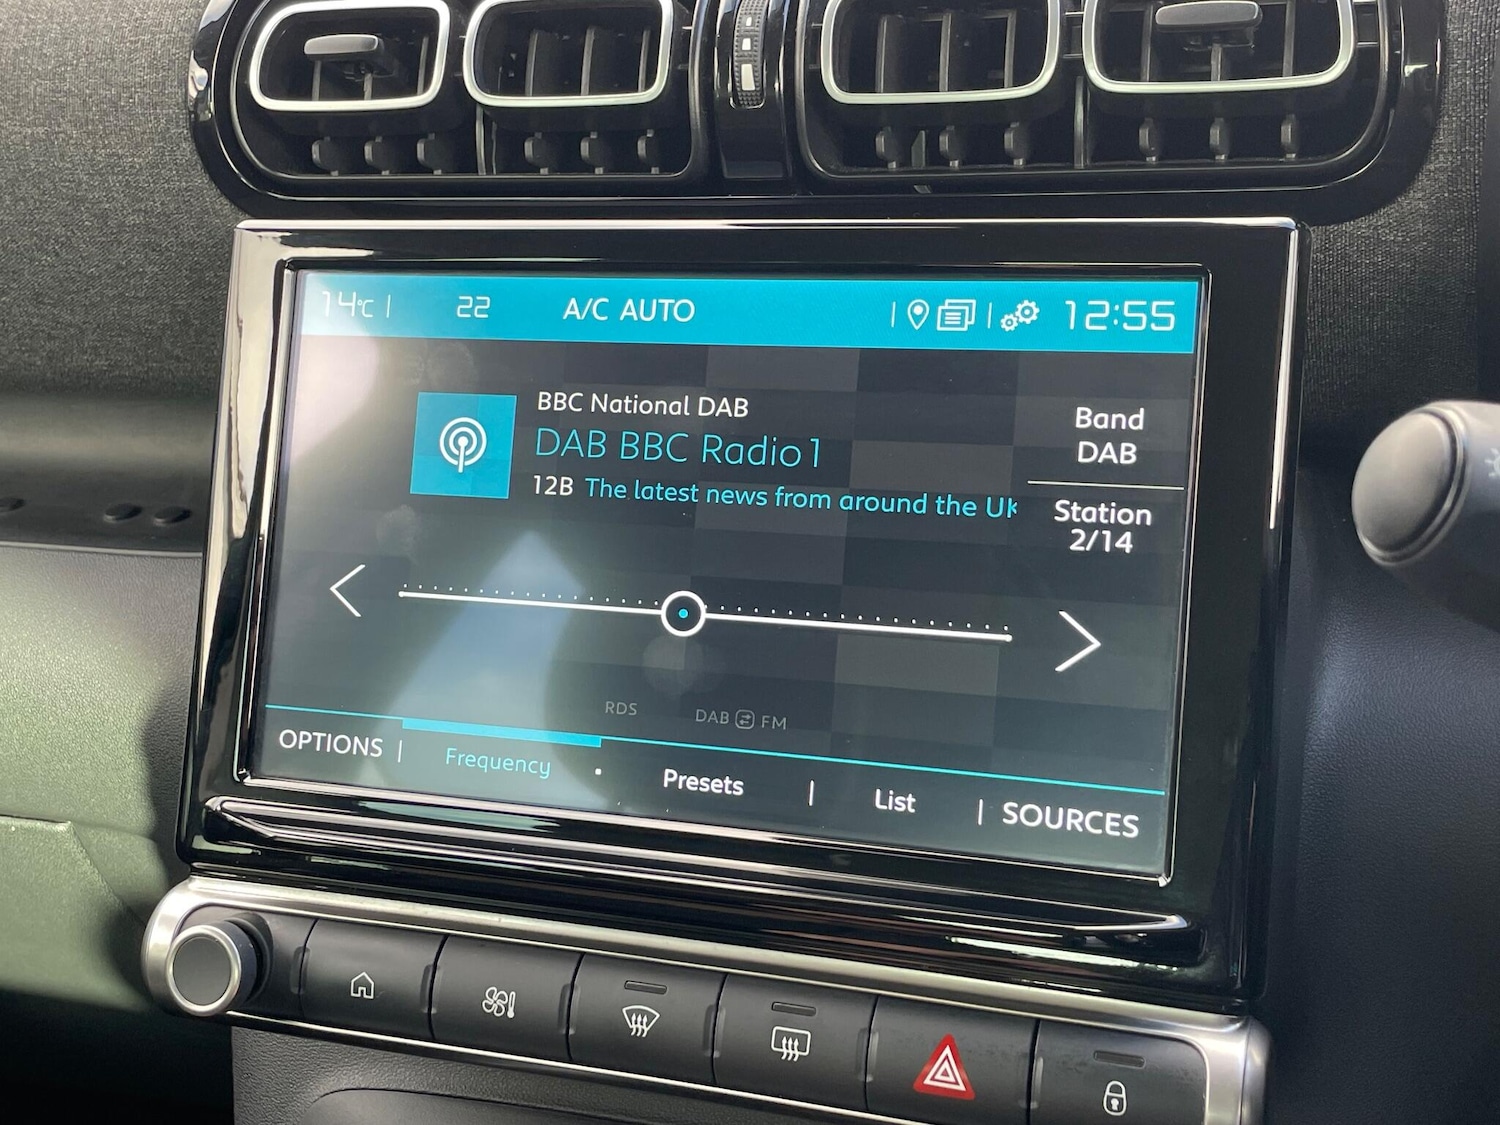 14°C | 22 A/C AUTO | | 12:55
BBC National DAB
DAB BBC Radio 1
12B The latest news from around the UK
Band
DAB
Station
2/14
RDS DAB FM
OPTIONS | Frequency . Presets | List | SOURCES